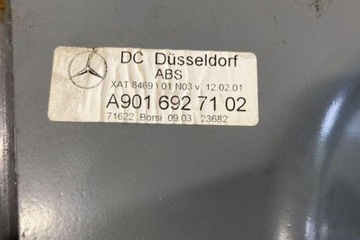 DC Düsseldorf
ABS
XAT 8469 \ 01 N03 v 12.02.01
A901 692 71 02
71622 Borsi 09.03 23682